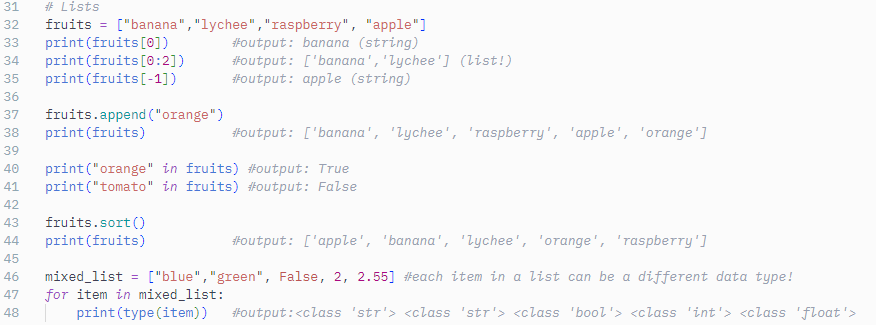 31 # Lists
32 fruits = ["banana","lychee","raspberry", "apple"]
33 print(fruits[0]) #output: banana (string)
34 print(fruits[0:2]) #output: ['banana','lychee'] (list!)
35 print(fruits[-1]) #output: apple (string)
36
37 fruits.append("orange")
38 print(fruits) #output: ['banana', 'lychee', 'raspberry', 'apple', 'orange']
39
40 print("orange" in fruits) #output: True
41 print("tomato" in fruits) #output: False
42
43 fruits.sort()
44 print(fruits) #output: ['apple', 'banana', 'lychee', 'orange', 'raspberry']
45
46 mixed_list = ["blue","green", False, 2, 2.55] #each item in a list can be a different data type!
47 for item in mixed_list:
48     print(type(item)) #output:<class 'str'> <class 'str'> <class 'bool'> <class 'int'> <class 'float'>